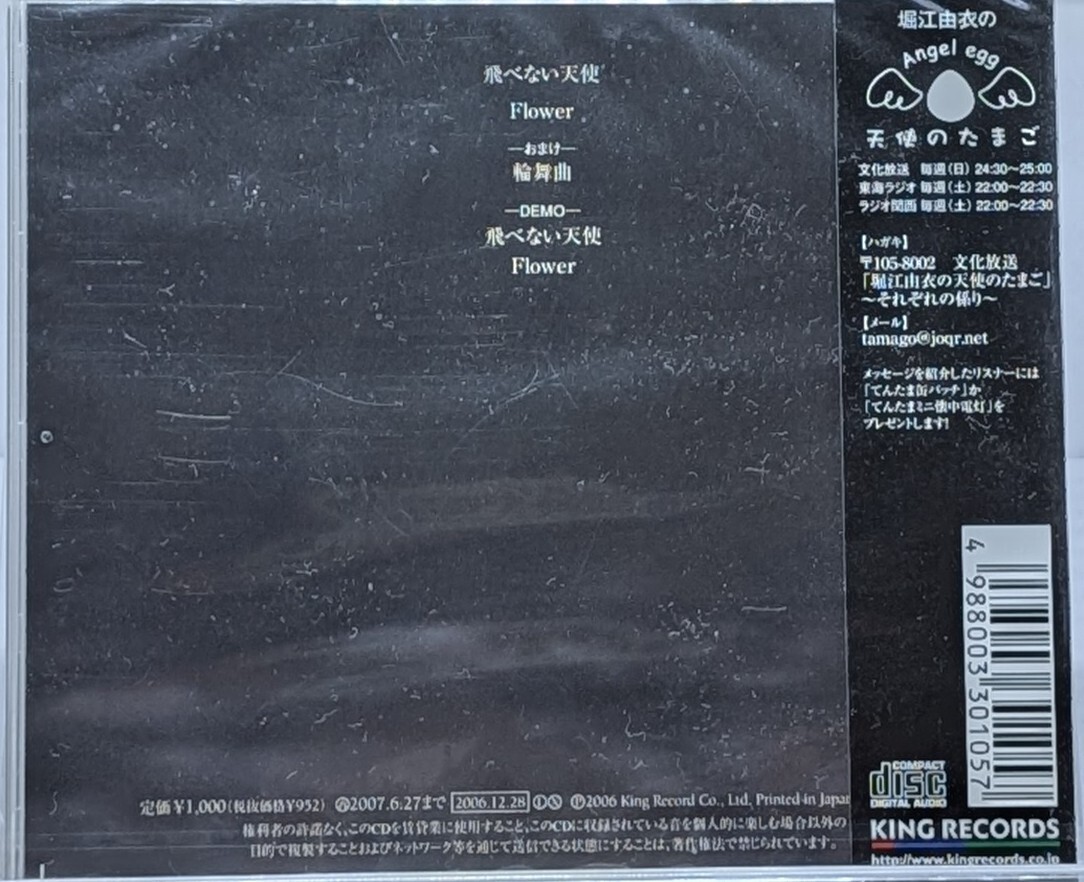 飛べない天使
Flower
―おまけ―
輪舞曲
―DEMO―
飛べない天使
Flower
定価¥1,000(税抜価格¥952) 2007.6.27まで 2006.12.28 Ⓘ Ⓧ Ⓟ2006 King Record Co., Ltd. Printed in Japan
権利者の許諾なく、このCDを賃貸業に使用すること、このCDに収録されている音を個人的に楽しむ場合以外の
目的で複製することおよびネットワーク等を通じて送信できる状態にすることは、著作権法で禁じられています。
堀江由衣の
Angel egg
天使のたまご
文化放送 毎週(日) 24:30〜25:00
東海ラジオ 毎週(土) 22:00〜22:30
ラジオ関西 毎週(土) 22:00〜22:30
【ハガキ】
〒105-8002 文化放送
「堀江由衣の天使のたまご」
〜それぞれの係り〜
【メール】
tamago@joqr.net
メッセージを紹介したリスナーには
「てんたま缶バッチ」か
「てんたまミニ懐中電灯」を
プレゼントします!
4 988003 301057
COMPACT
disc
DIGITAL AUDIO
KING RECORDS
http://www.kingrecords.co.jp